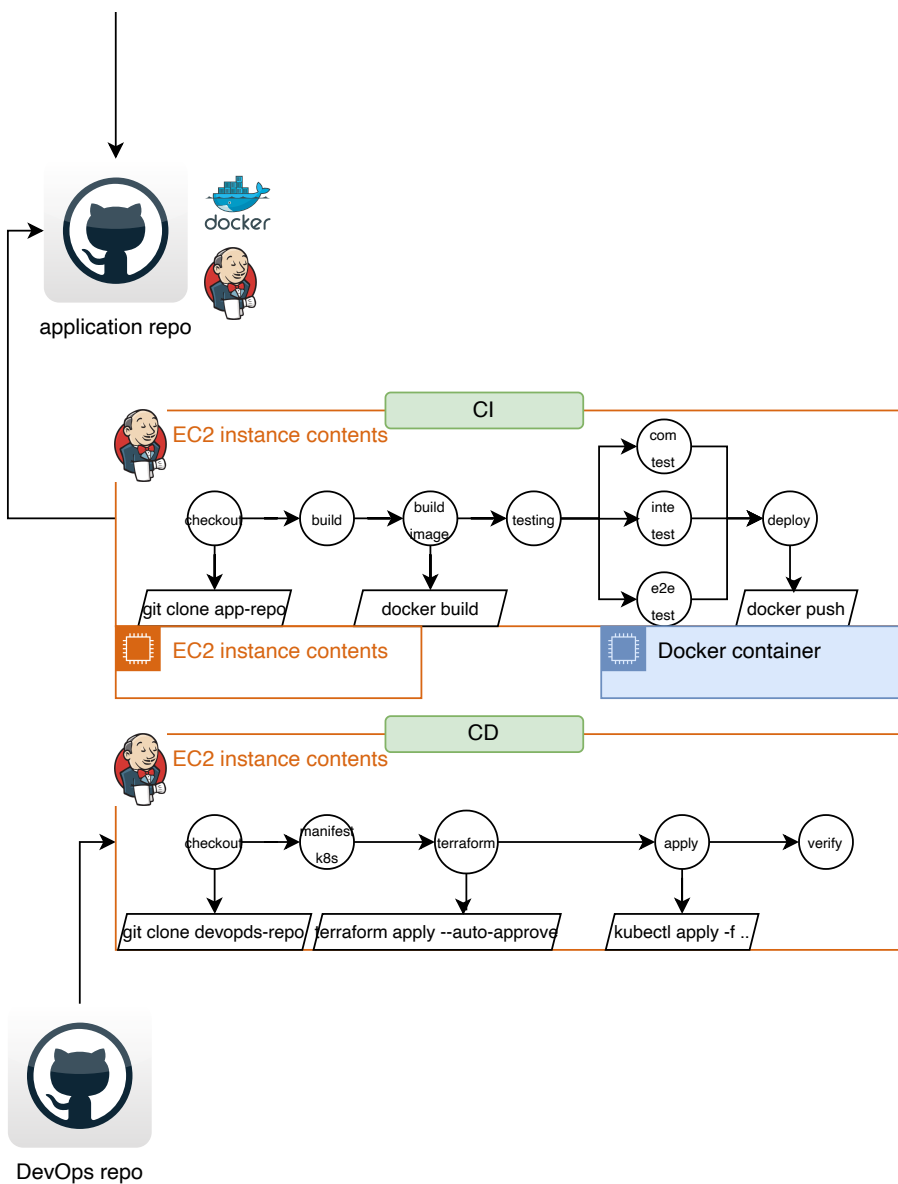 docker
application repo
CI
EC2 instance contents
com
test
checkout
build
build
image
testing
inte
test
deploy
e2e
test
git clone app-repo
docker build
docker push
EC2 instance contents
Docker container
CD
EC2 instance contents
checkout
manifest
k8s
terraform
apply
verify
git clone devopds-repo
terraform apply --auto-approve
kubectl apply -f ..
DevOps repo